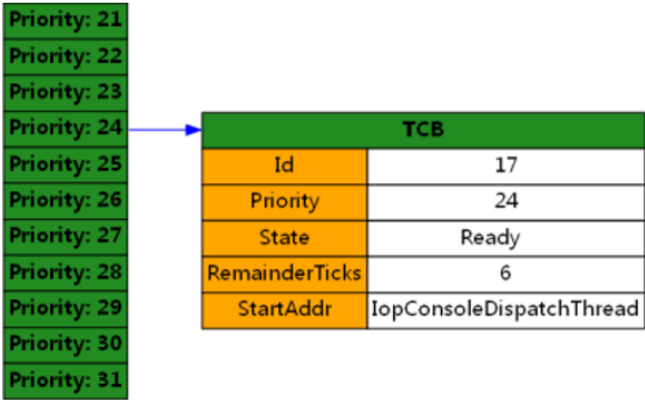 Priority: 21
Priority: 22
Priority: 23
Priority: 24
Priority: 25
Priority: 26
Priority: 27
Priority: 28
Priority: 29
Priority: 30
Priority: 31
TCB
Id 17
Priority 24
State Ready
RemainderTicks 6
StartAddr IopConsoleDispatchThread